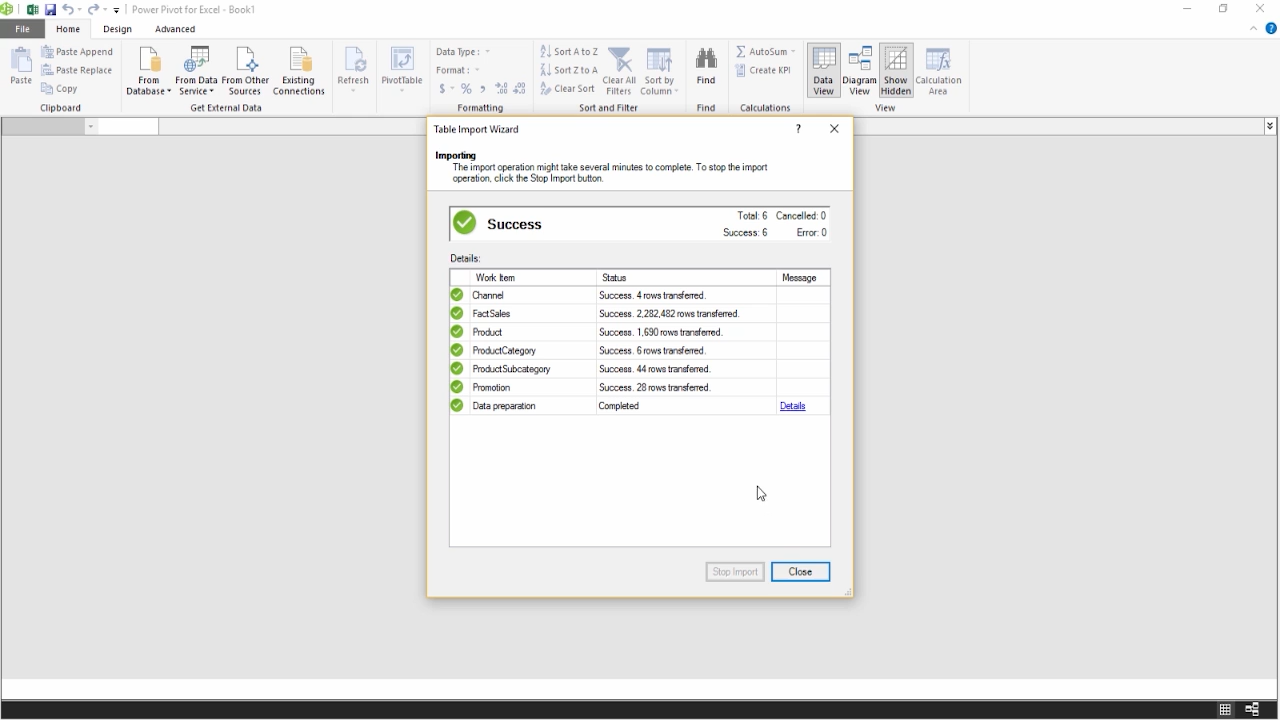 Power Pivot for Excel - Book1
File Home Design Advanced
Paste
Paste Append
Paste Replace
Copy
Clipboard
From Database
From Data Service
From Other Sources
Existing Connections
Get External Data
Refresh
PivotTable
Data Type :
Format :
$ % ,
Formatting
Sort A to Z
Sort Z to A
Clear Sort
Clear All Filters
Sort by Column
Sort and Filter
Find
Find
AutoSum
Create KPI
Calculations
Data View
Diagram View
Show Hidden
Calculation Area
View
Table Import Wizard ?
Importing
The import operation might take several minutes to complete. To stop the import
operation, click the Stop Import button.
Success
Total: 6 Cancelled: 0
Success: 6 Error: 0
Details:
Work Item Status Message
Channel Success. 4 rows transferred.
FactSales Success. 2,282,482 rows transferred.
Product Success. 1,690 rows transferred.
ProductCategory Success. 6 rows transferred.
ProductSubcategory Success. 44 rows transferred.
Promotion Success. 28 rows transferred.
Data preparation Completed Details
Stop Import Close